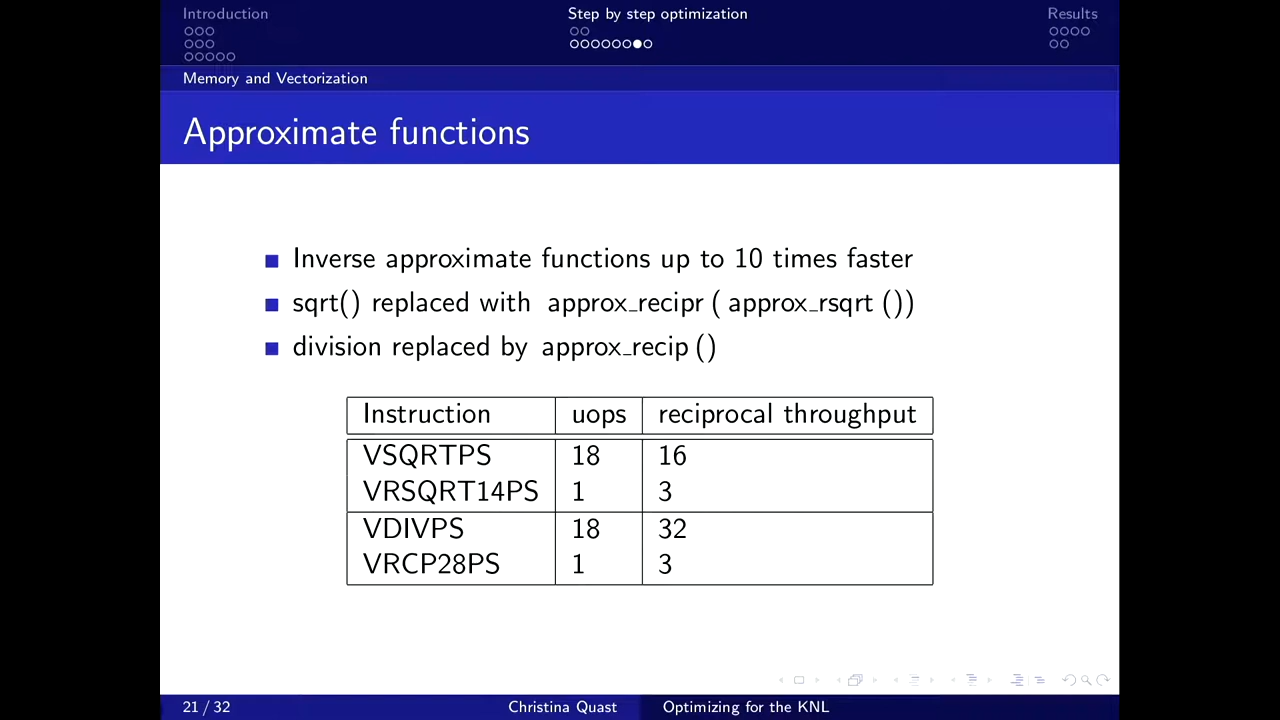 Introduction Step by step optimization Results
Memory and Vectorization
Approximate functions
Inverse approximate functions up to 10 times faster
sqrt() replaced with approx_recipr ( approx_rsqrt ())
division replaced by approx_recip ()
Instruction uops reciprocal throughput
VSQRTPS 18 16
VRSQRT14PS 1 3
VDIVPS 18 32
VRCP28PS 1 3
21 / 32 Christina Quast Optimizing for the KNL